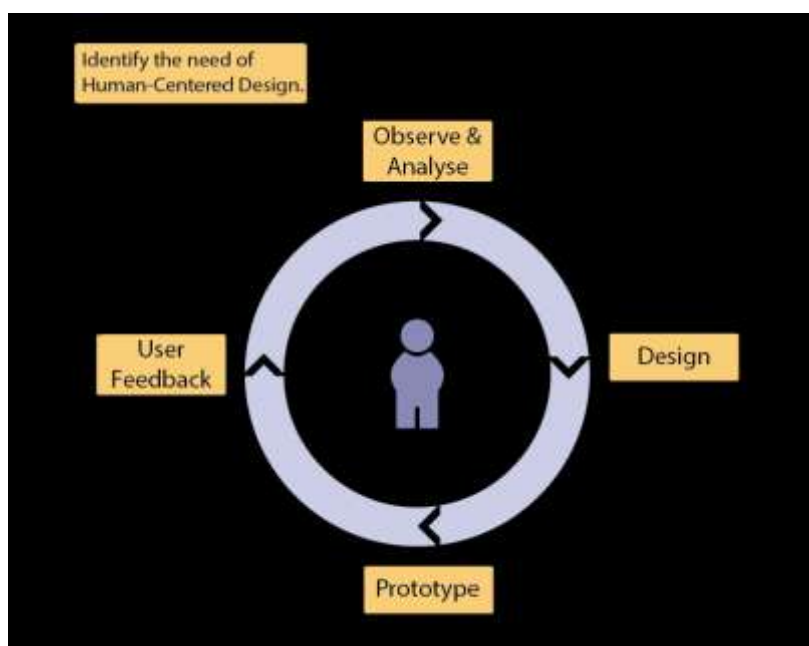 Identify the need of
Human-Centered Design.
Observe &
Analyse
User
Feedback
Design
Prototype